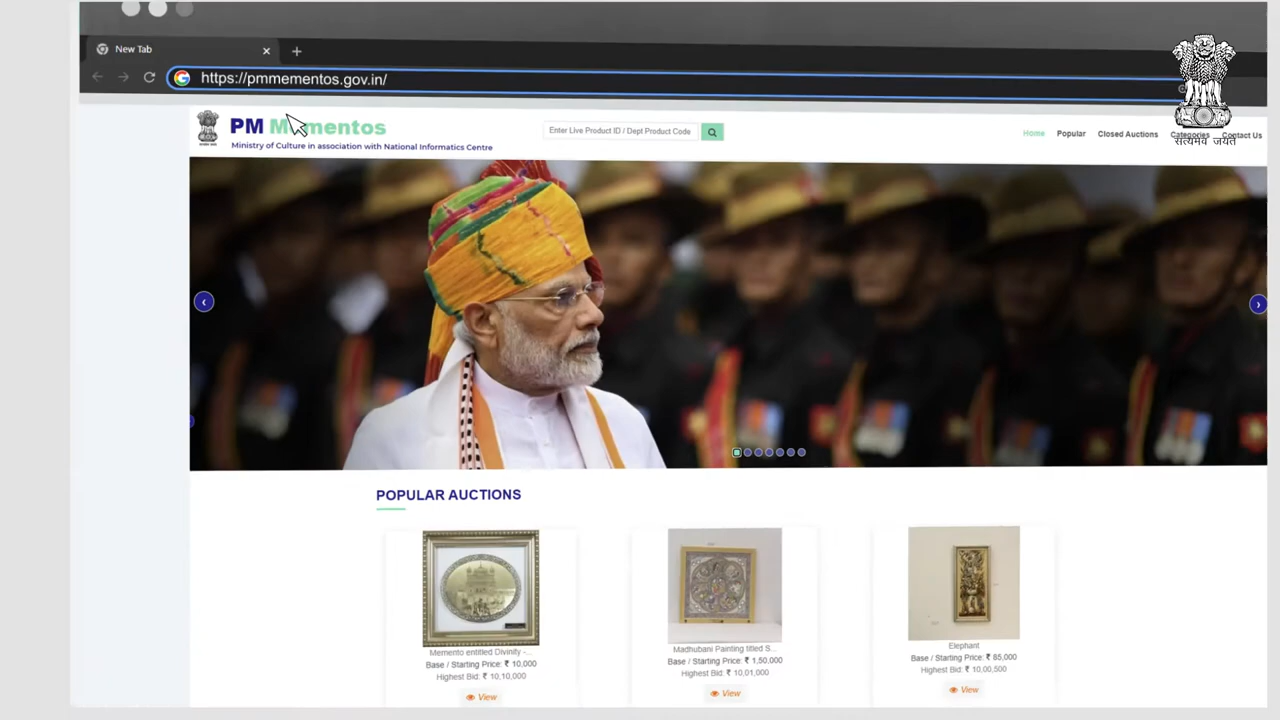 New Tab
https://pmmementos.gov.in/
PM Mementos
Ministry of Culture in association with National Informatics Centre
Enter Live Product ID / Dept Product Code
Home Popular Closed Auctions Categories Contact Us
सत्यमेव जयते
POPULAR AUCTIONS
Memento entitled Divinity -...
Base / Starting Price: ₹ 10,000
Highest Bid: ₹ 10,10,000
View
Madhubani Painting titled S...
Base / Starting Price: ₹ 1,50,000
Highest Bid: ₹ 10,01,000
View
Elephant
Base / Starting Price: ₹ 85,000
Highest Bid: ₹ 10,00,500
View